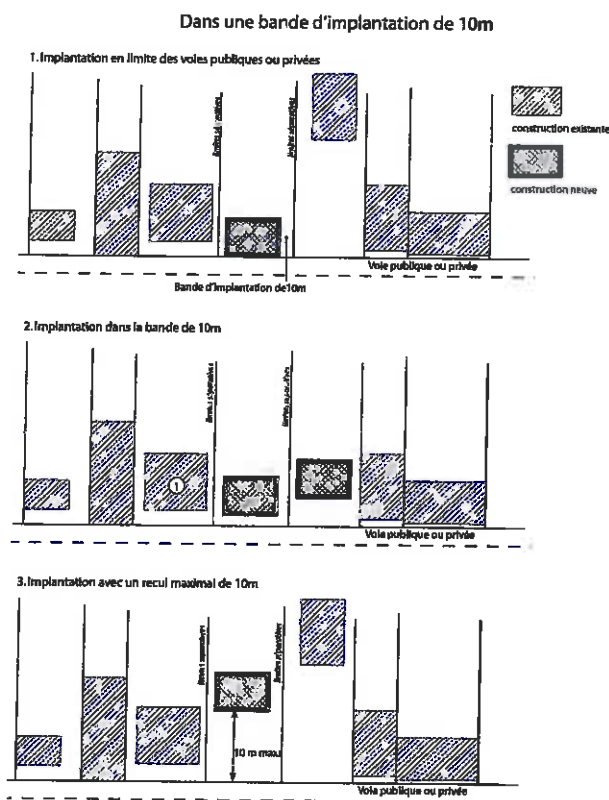 Dans une bande d'implantation de 10m
1.Implantation en limite des voies publiques ou privées
construction existante
construction neuve
Voie publique ou privée
Bande d'implantation de10m
2.Implantation dans la bande de 10m
1
Voie publique ou privée
3.Implantation avec un recul maximal de 10m
10 m maxi
Voie publique ou privée